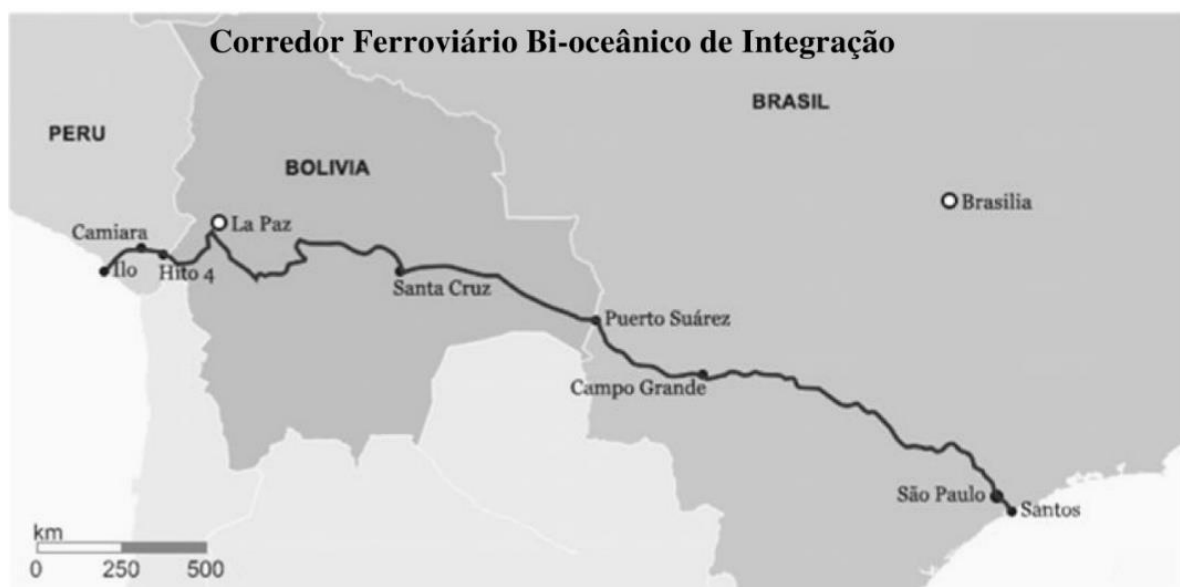 Corredor Ferroviário Bi-oceânico de Integração
BRASIL
PERU
BOLIVIA
Brasilia
La Paz
Camiara
Ilo
Hito 4
Santa Cruz
Puerto Suárez
Campo Grande
São Paulo
Santos
km
0 250 500